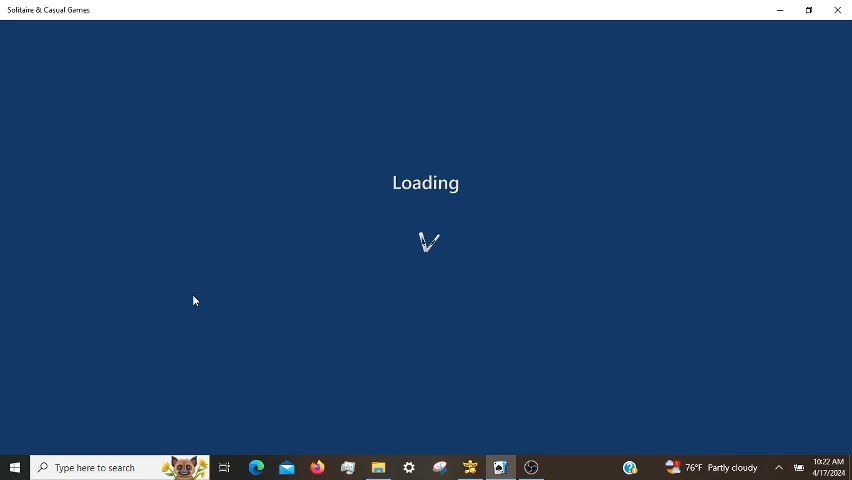 Solitaire & Casual Games
Loading
Type here to search
76°F Partly cloudy
10:22 AM
4/17/2024